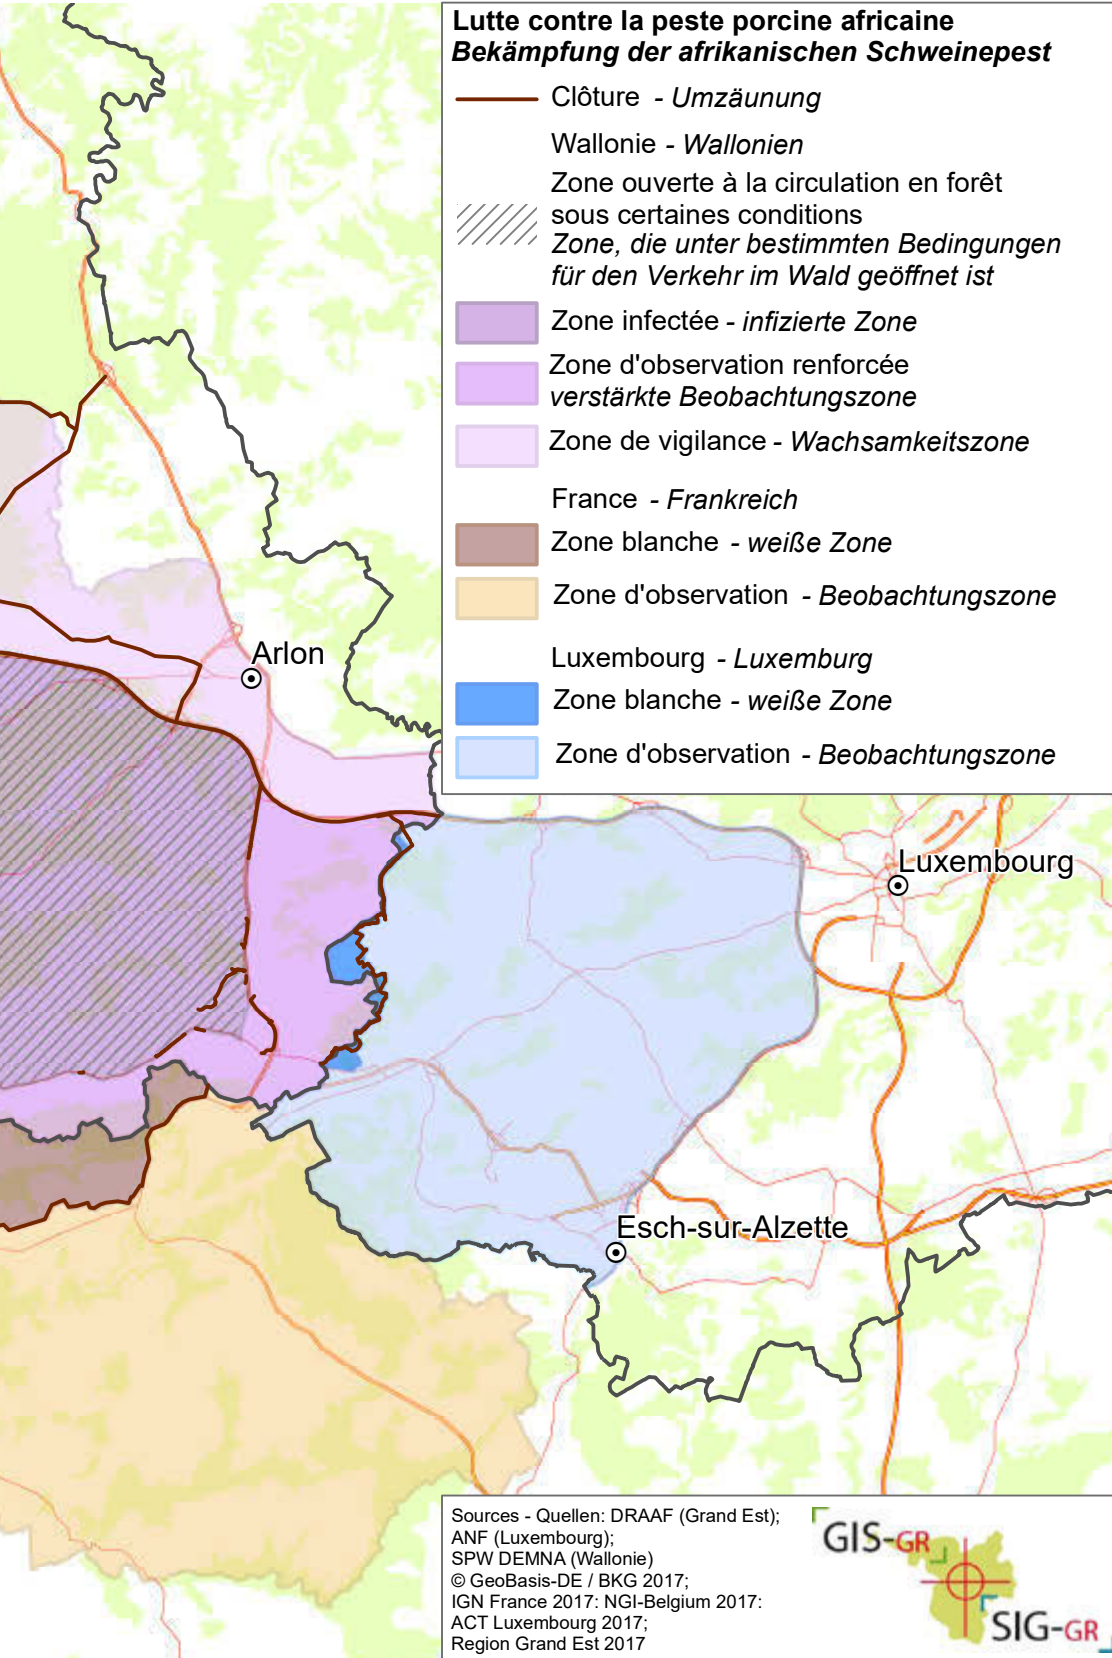 Lutte contre la peste porcine africaine
Bekämpfung der afrikanischen Schweinepest
Clôture - Umzäunung
Wallonie - Wallonien
Zone ouverte à la circulation en forêt
sous certaines conditions
Zone, die unter bestimmten Bedingungen
für den Verkehr im Wald geöffnet ist
Zone infectée - infizierte Zone
Zone d'observation renforcée
verstärkte Beobachtungszone
Zone de vigilance - Wachsamkeitszone
France - Frankreich
Zone blanche - weiße Zone
Zone d'observation - Beobachtungszone
Luxembourg - Luxemburg
Zone blanche - weiße Zone
Zone d'observation - Beobachtungszone
Arlon
Luxembourg
Esch-sur-Alzette
Sources - Quellen: DRAAF (Grand Est);
ANF (Luxembourg);
SPW DEMNA (Wallonie)
© GeoBasis-DE / BKG 2017;
IGN France 2017: NGI-Belgium 2017:
ACT Luxembourg 2017;
Region Grand Est 2017
GIS-GR
SIG-GR